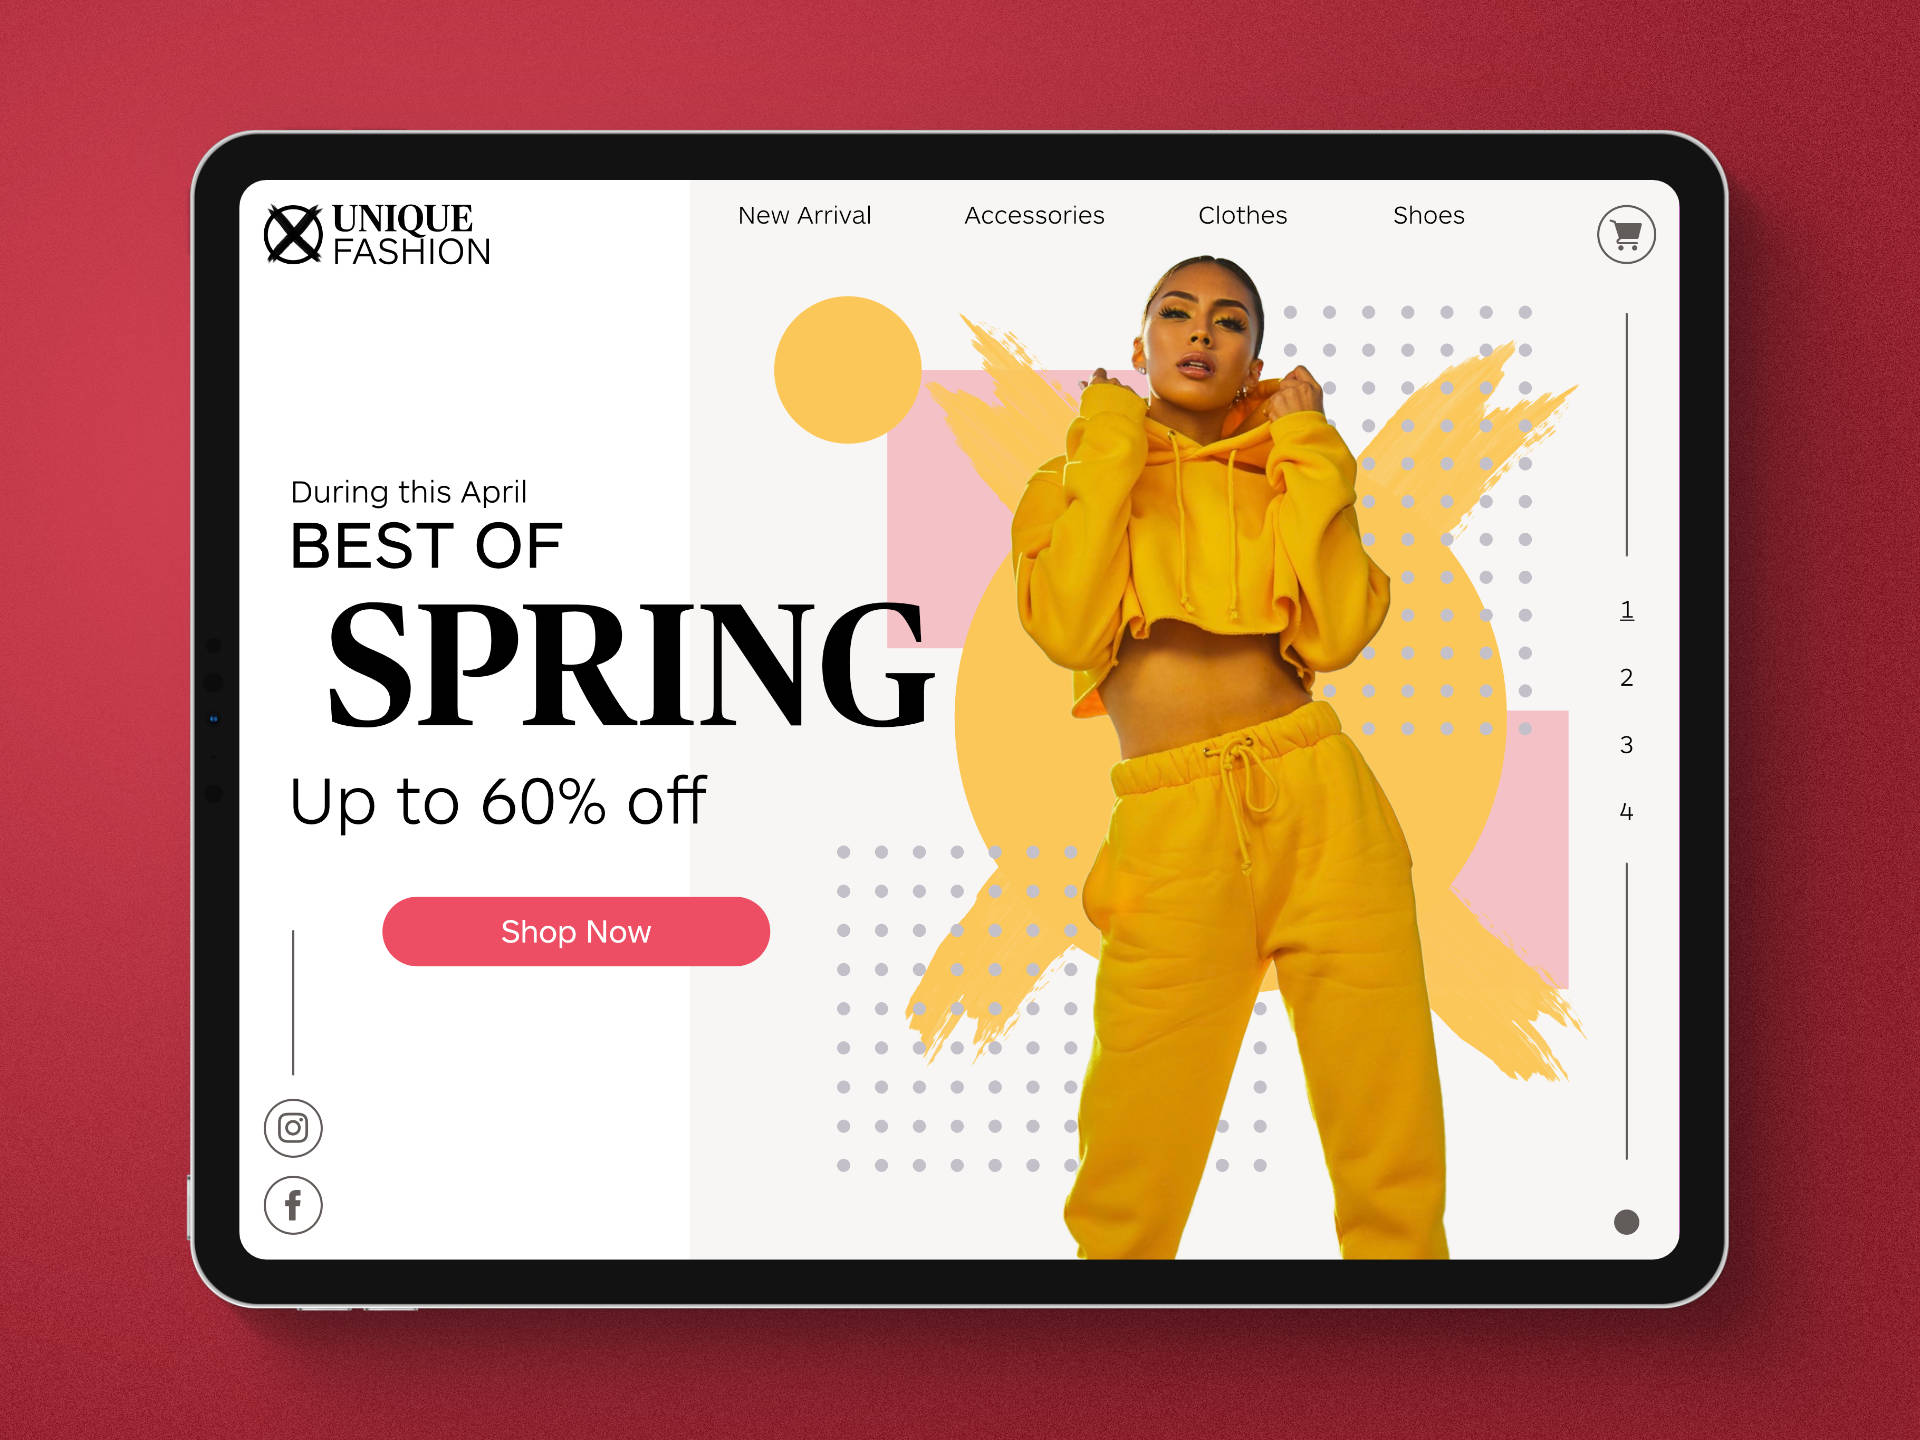 UNIQUE
FASHION
New Arrival
Accessories
Clothes
Shoes
During this April
BEST OF
SPRING
Up to 60% off
Shop Now
1
2
3
4